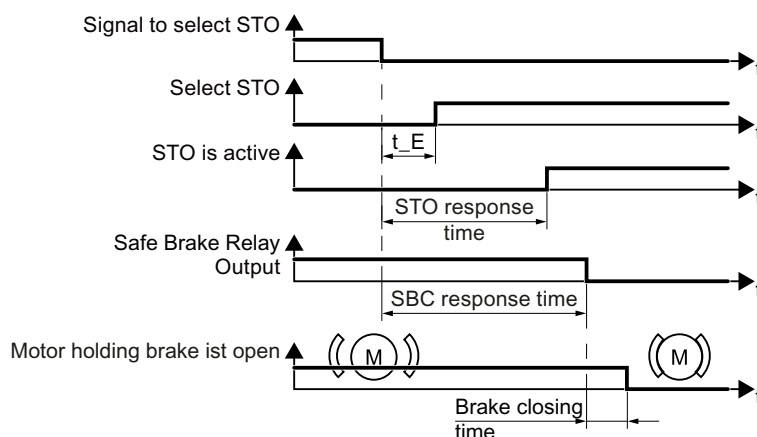 Signal to select STO
t
Select STO
t
t_E
STO is active
t
STO response
time
Safe Brake Relay
Output
t
SBC response time
Motor holding brake ist open
M
M
t
Brake closing
time